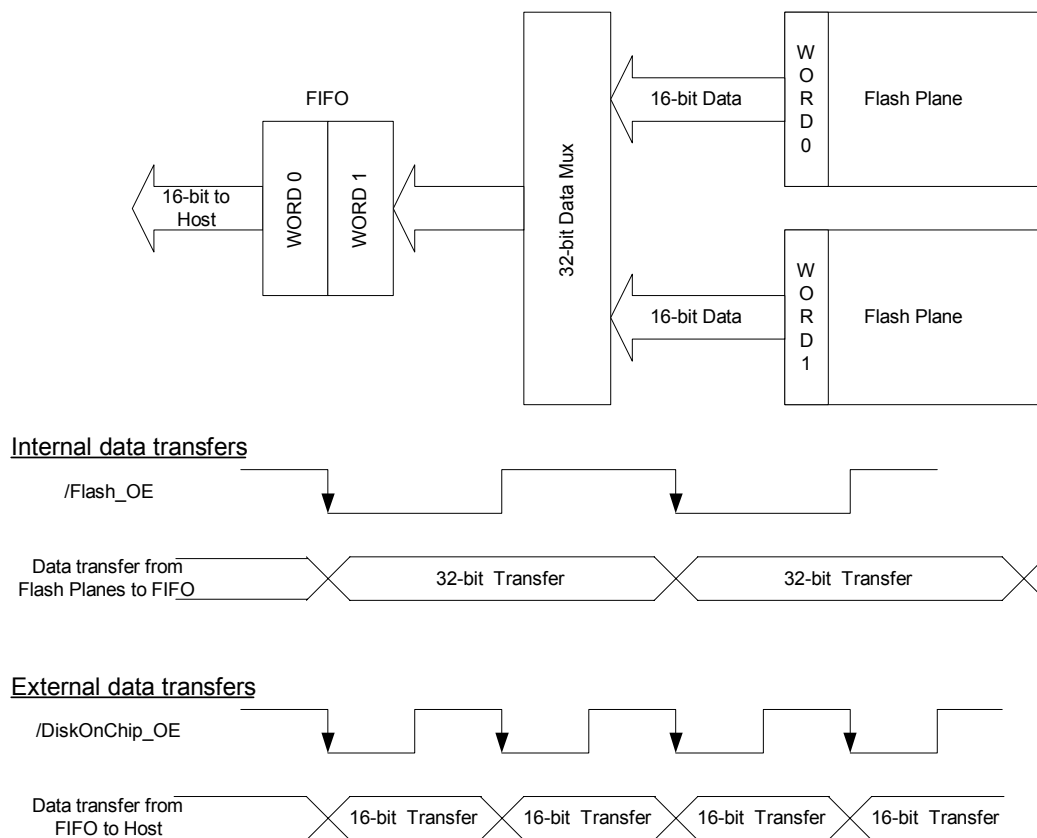 W
O
R
D
0
16-bit Data
Flash Plane
FIFO
WORD 0
WORD 1
16-bit to
Host
32-bit Data Mux
W
O
R
D
1
16-bit Data
Flash Plane
Internal data transfers
/Flash_OE
Data transfer from
Flash Planes to FIFO
32-bit Transfer
32-bit Transfer
External data transfers
/DiskOnChip_OE
Data transfer from
FIFO to Host
16-bit Transfer
16-bit Transfer
16-bit Transfer
16-bit Transfer